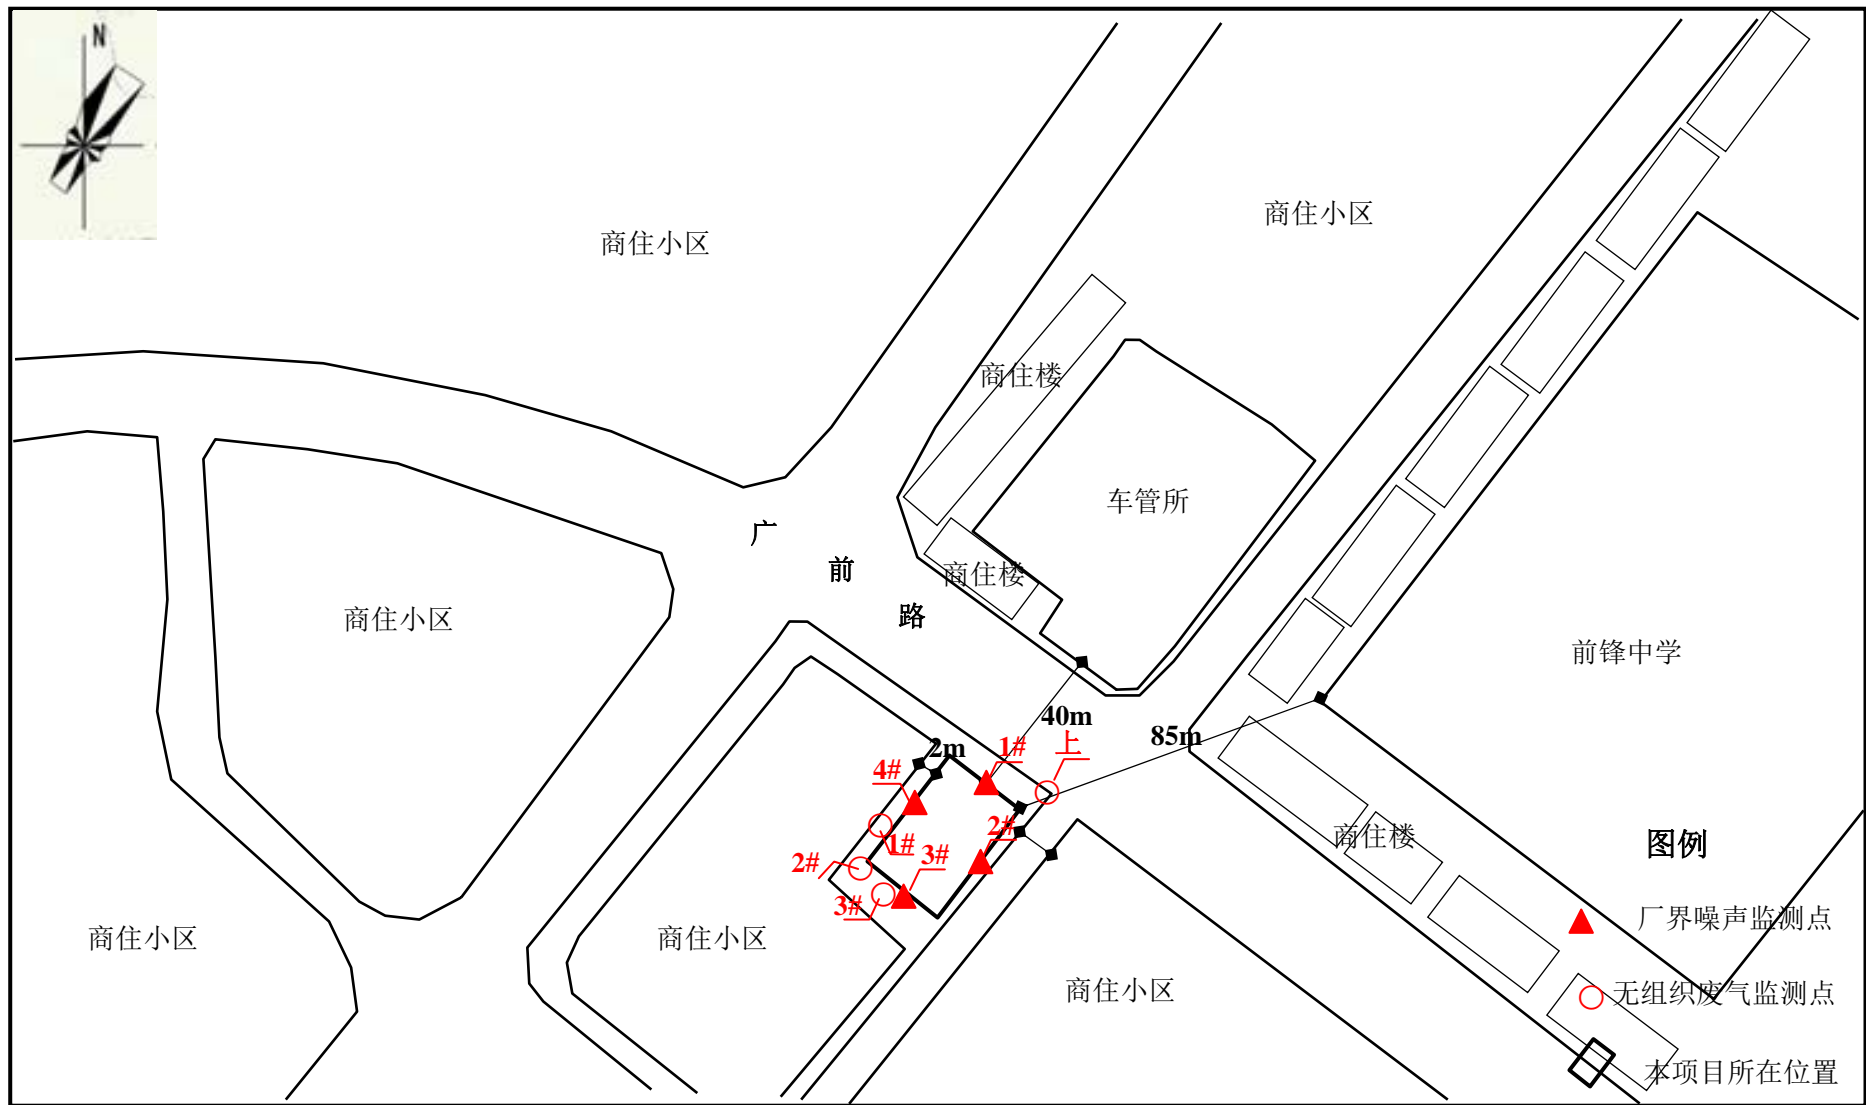 N
商住小区
商住小区
商住楼
车管所
广
前
路
商住楼
商住小区
前锋中学
40m
85m
上
2m
1#
4#
2#
1#
3#
2#
3#
商住楼
图例
厂界噪声监测点
商住小区
商住小区
商住小区
无组织废气监测点
本项目所在位置